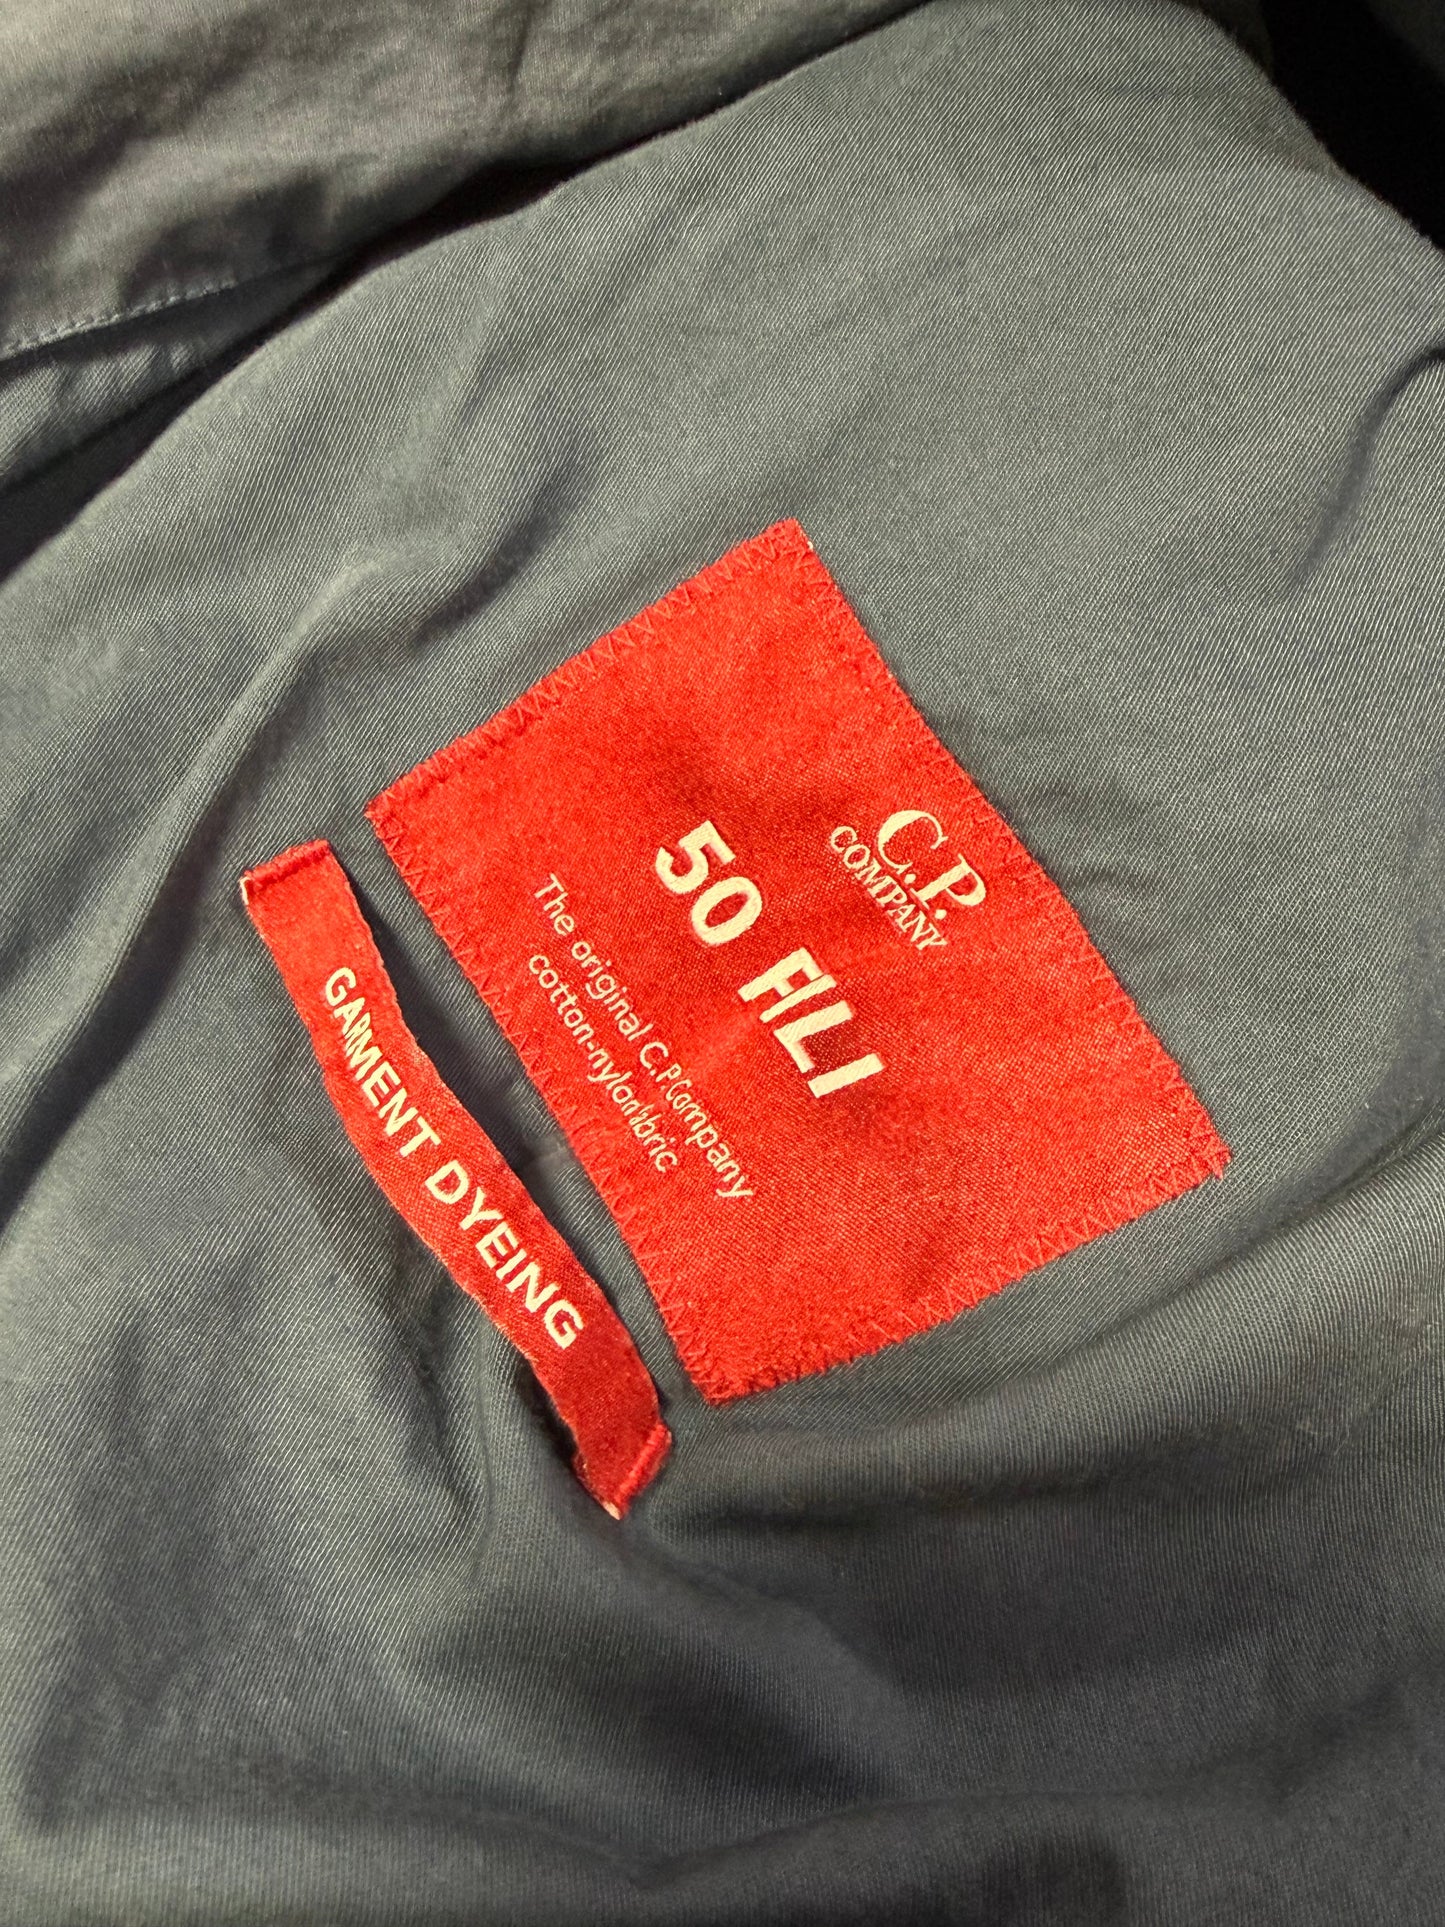 C.P.
COMPANY
50 FILI
The original C.P.Company
cotton-nylon fabric
GARMENT DYEING